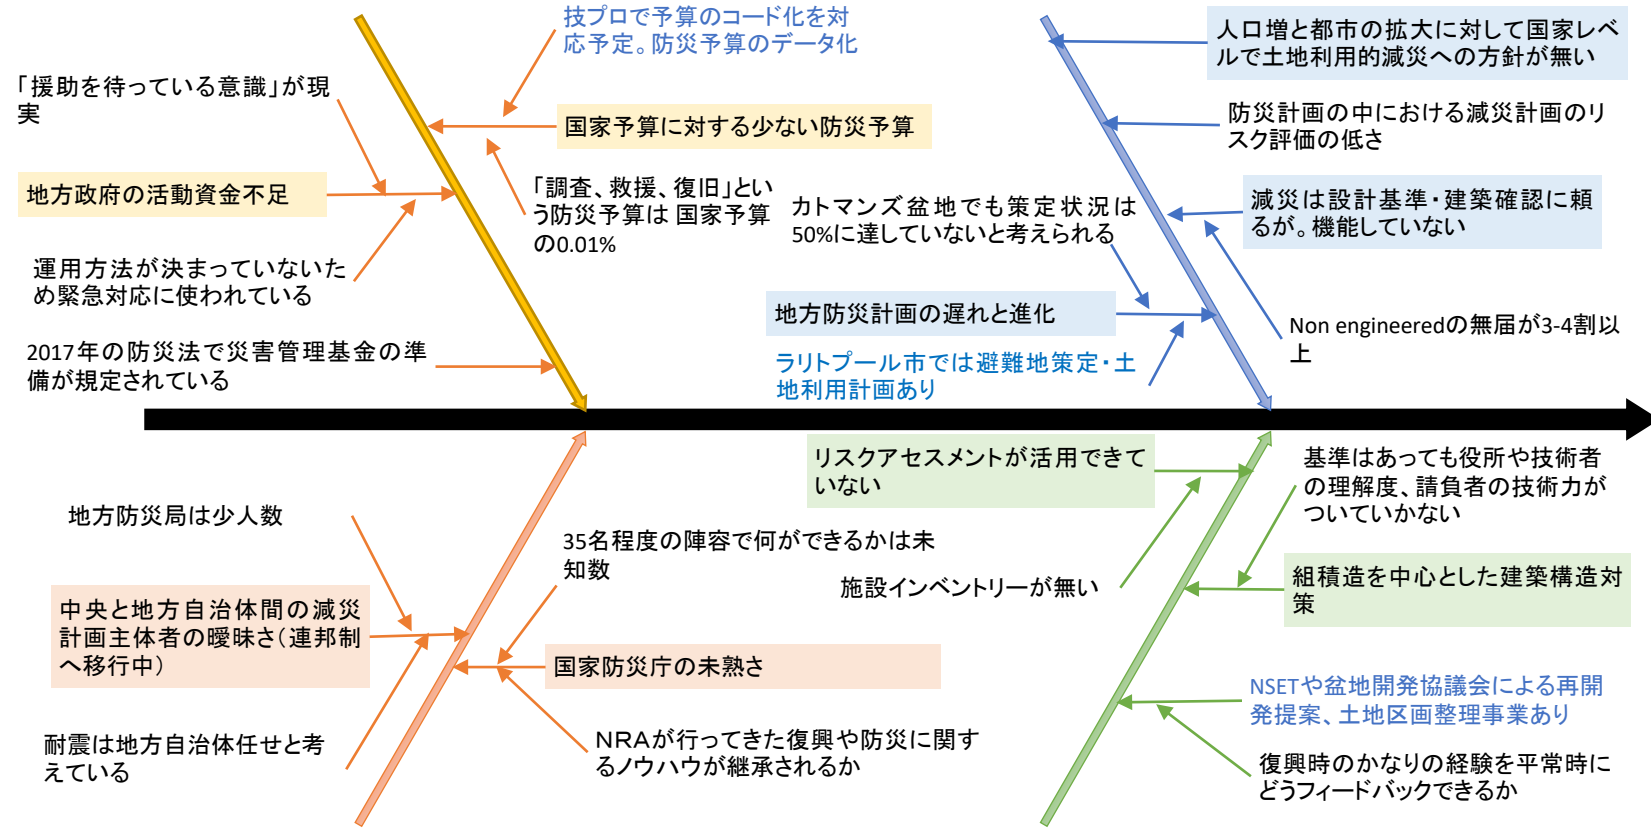 技プロで予算のコード化を対
応予定。防災予算のデータ化
「援助を待っている意識」が現
実
国家予算に対する少ない防災予算
地方政府の活動資金不足
「調査、救援、復旧」とい
う防災予算は 国家予算
の0.01%
運用方法が決まっていないた
め緊急対応に使われている
2017年の防災法で災害管理基金の準
備が規定されている
人口増と都市の拡大に対して国家レベ
ルで土地利用的減災への方針が無い
防災計画の中における減災計画のリ
スク評価の低さ
減災は設計基準・建築確認に頼
るが。機能していない
カトマンズ盆地でも策定状況は
50%に達していないと考えられる
地方防災計画の遅れと進化
Non engineeredの無届が3-4割以
上
ラリトプール市では避難地策定・土
地利用計画あり
地方防災局は少人数
35名程度の陣容で何ができるかは未
知数
中央と地方自治体間の減災
計画主体者の曖昧さ（連邦制
へ移行中）
国家防災庁の未熟さ
耐震は地方自治体任せと考
えている
ＮＲＡが行ってきた復興や防災に関す
るノウハウが継承されるか
リスクアセスメントが活用できて
いない
基準はあっても役所や技術者
の理解度、請負者の技術力が
ついていかない
施設インベントリーが無い
組積造を中心とした建築構造対
策
NSETや盆地開発協議会による再開
発提案、土地区画整理事業あり
復興時のかなりの経験を平常時に
どうフィードバックできるか